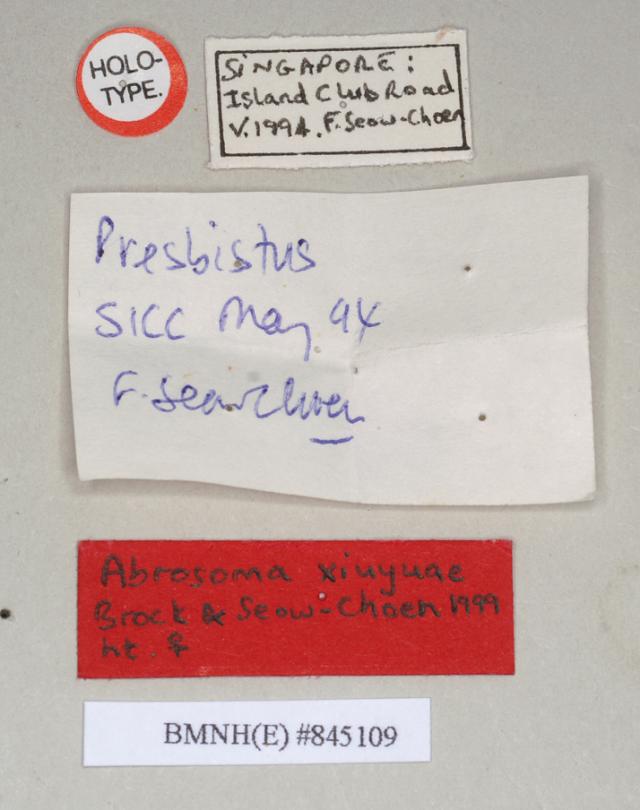 HOLO-
TYPE.
SINGAPORE:
Island Club Road
V.1994. F. Seow-Choen
Presbistus
SICC May 94
F. Seow Choen
Abrosoma xiuyuae
Brock & Seow-Choen 1999
ht. ♀
BMNH(E) #845109